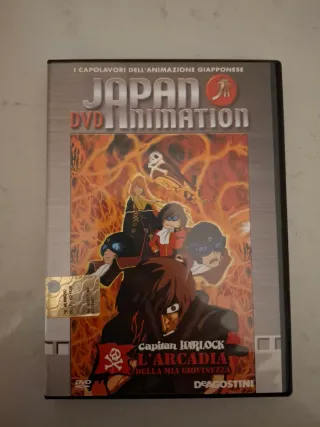 I CAPOLAVORI DELL'ANIMAZIONE GIAPPONESE
JAPAN
DVD ANIMATION
capitan HARLOCK
L'ARCADIA
DELLA MIA GIOVINEZZA
DVD
DEAGOSTINI